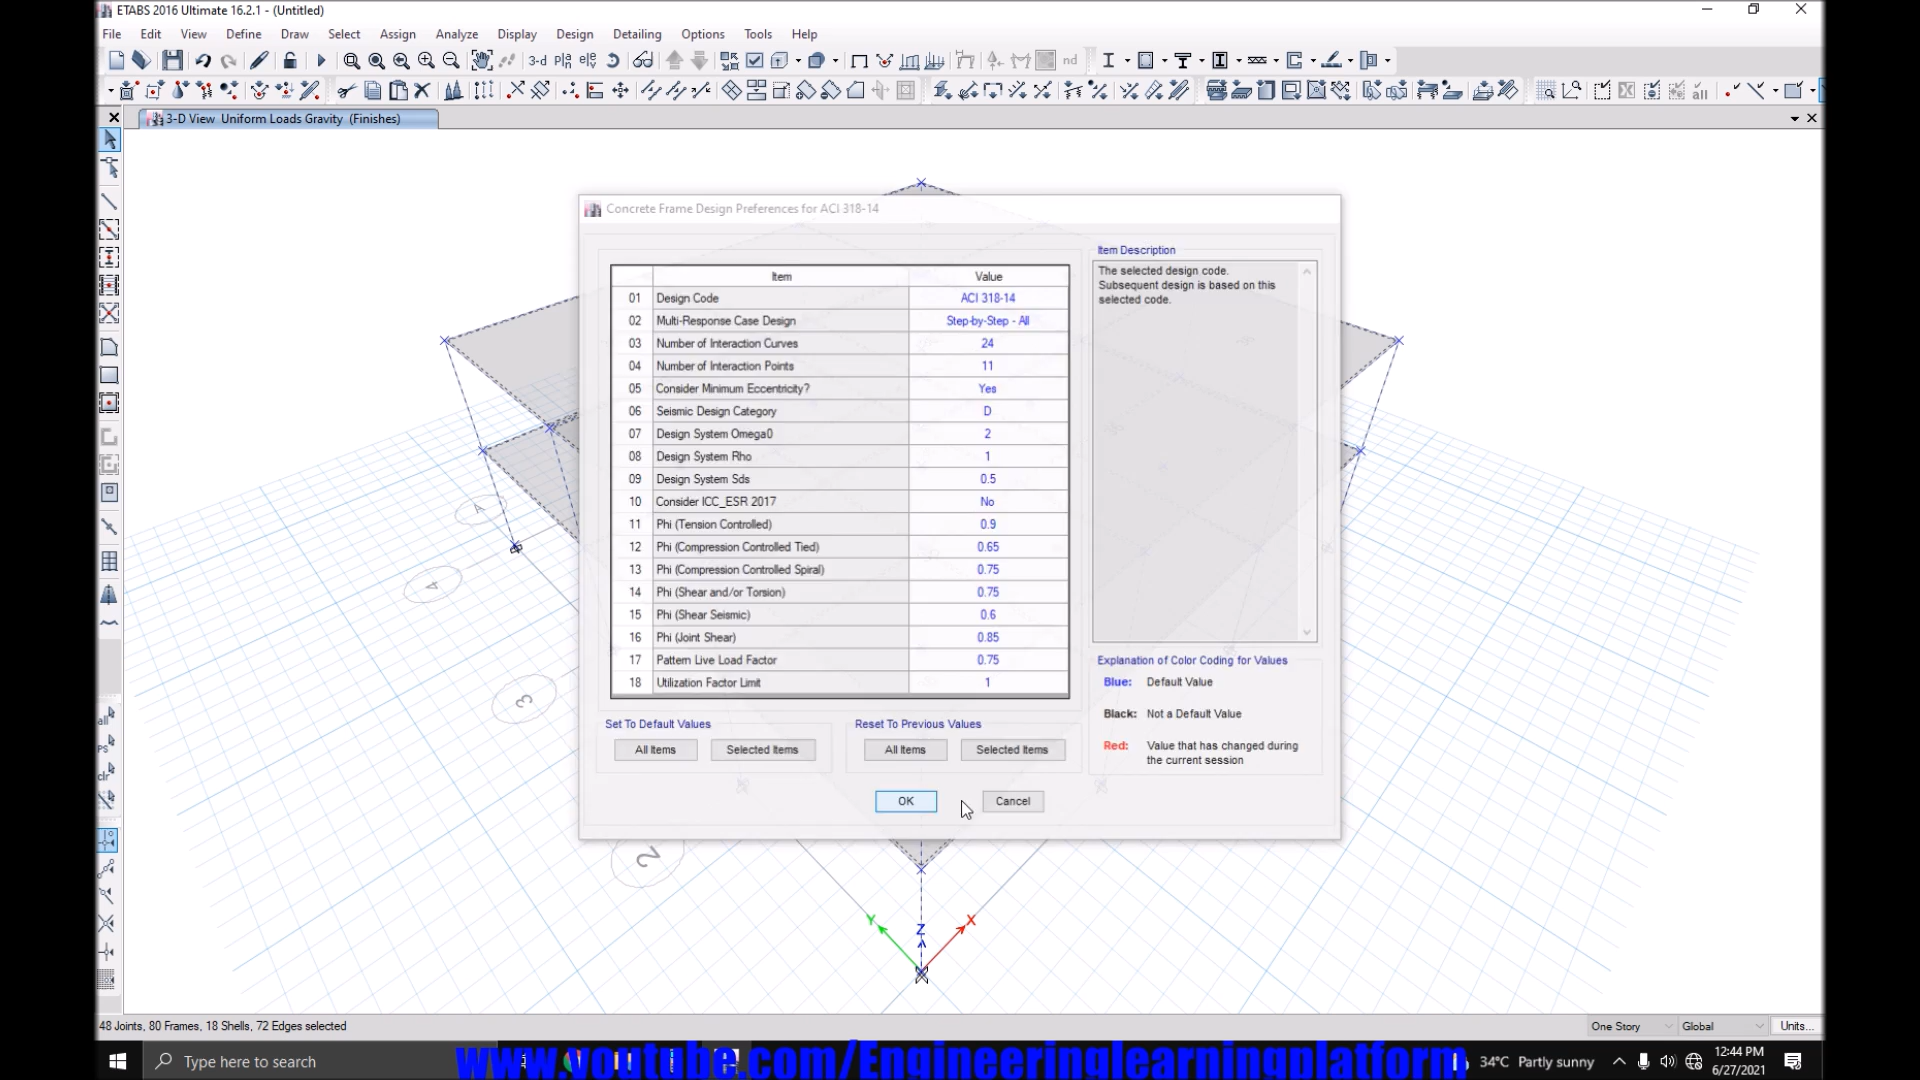 ETABS 2016 Ultimate 16.2.1 - (Untitled)
File Edit View Define Draw Select Assign Analyze Display Design Detailing Options Tools Help
3-d Pla ele nd
all
3-D View Uniform Loads Gravity (Finishes)
Concrete Frame Design Preferences for ACI 318-14
Item Value
01 Design Code ACI 318-14
02 Multi-Response Case Design Step-by-Step - All
03 Number of Interaction Curves 24
04 Number of Interaction Points 11
05 Consider Minimum Eccentricity? Yes
06 Seismic Design Category D
07 Design System Omega0 2
08 Design System Rho 1
09 Design System Sds 0.5
10 Consider ICC_ESR 2017 No
11 Phi (Tension Controlled) 0.9
12 Phi (Compression Controlled Tied) 0.65
13 Phi (Compression Controlled Spiral) 0.75
14 Phi (Shear and/or Torsion) 0.75
15 Phi (Shear Seismic) 0.6
16 Phi (Joint Shear) 0.85
17 Pattern Live Load Factor 0.75
18 Utilization Factor Limit 1
Item Description
The selected design code.
Subsequent design is based on this
selected code.
Explanation of Color Coding for Values
Blue: Default Value
Black: Not a Default Value
Red: Value that has changed during
the current session
Set To Default Values
All Items Selected Items
Reset To Previous Values
All Items Selected Items
OK Cancel
A
4
3
2
Y Z X
all
ps
clr
48 Joints, 80 Frames, 18 Shells, 72 Edges selected
One Story Global Units...
Type here to search
www.youtube.com/Engineeringlearningplatform
34°C Partly sunny
12:44 PM
6/27/2021